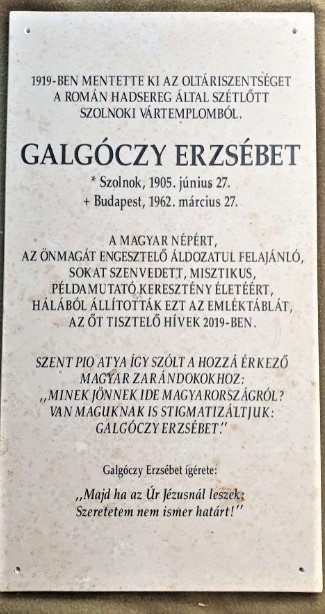 1919-BEN MENTETTE KI AZ OLTÁRISZENTSÉGET
A ROMÁN HADSEREG ÁLTAL SZÉTLŐTT
SZOLNOKI VÁRTEMPLOMBÓL.
GALGÓCZY ERZSÉBET
* Szolnok, 1905. június 27.
+ Budapest, 1962. március 27.
A MAGYAR NÉPÉRT,
AZ ÖNMAGÁT ENGESZTELŐ ÁLDOZATUL FELAJÁNLÓ,
SOKAT SZENVEDETT, MISZTIKUS,
PÉLDAMUTATÓ KERESZTÉNY ÉLETÉÉRT,
HÁLÁBÓL ÁLLÍTOTTÁK EZT AZ EMLÉKTÁBLÁT,
AZ ŐT TISZTELŐ HÍVEK 2019-BEN.
SZENT PIO ATYA ÍGY SZÓLT A HOZZÁ ÉRKEZŐ
MAGYAR ZARÁNDOKOKHOZ:
„MINEK JÖNNEK IDE MAGYARORSZÁGRÓL?
VAN MAGUKNAK IS STIGMATIZÁLTJUK:
GALGÓCZY ERZSÉBET."
Galgóczy Erzsébet ígérete:
„Majd ha az Úr Jézusnál leszek;
Szeretetem nem ismer határt!"